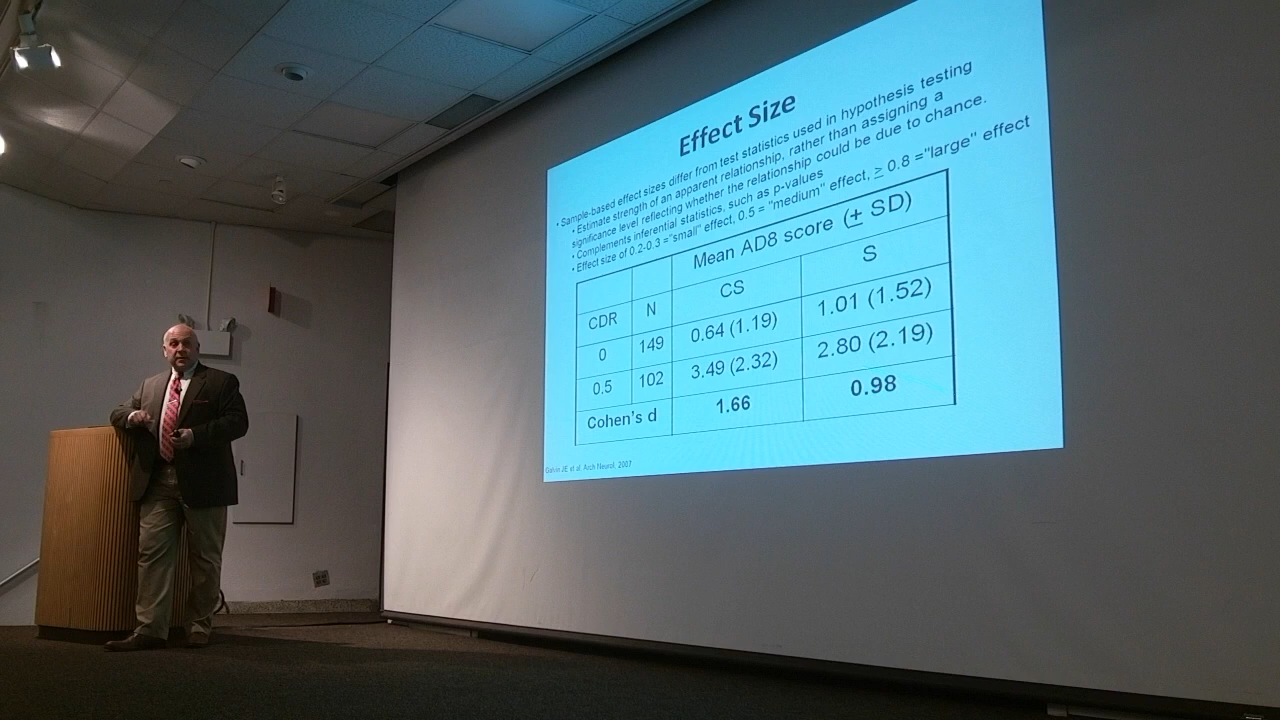 Effect Size
• Sample-based effect sizes differ from test statistics used in hypothesis testing
• Estimate strength of an apparent relationship, rather than assigning a
significance level reflecting whether the relationship could be due to chance.
• Complements inferential statistics, such as p-values
• Effect size of 0.2-0.3 ="small" effect, 0.5 = "medium" effect, ≥ 0.8 ="large" effect
Mean AD8 score (± SD)
CDR N CS S
0 149 0.64 (1.19) 1.01 (1.52)
0.5 102 3.49 (2.32) 2.80 (2.19)
Cohen's d 1.66 0.98
Galvin JE et al. Arch Neurol, 2007